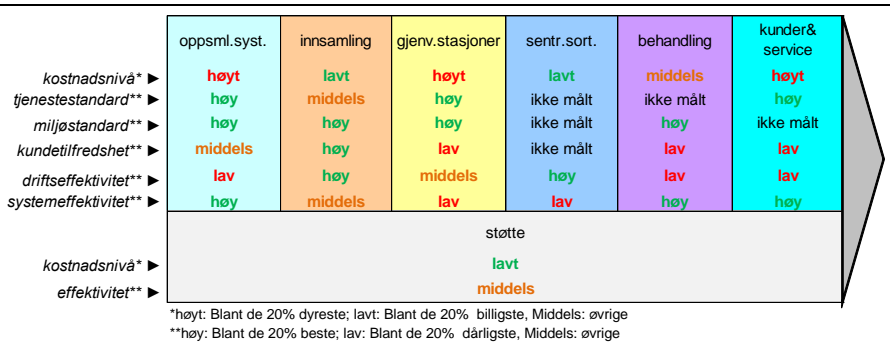 oppsml.syst. innsamling gjenv.stasjoner sentr.sort. behandling kunder& service
kostnadsnivå* ► høyt lavt høyt lavt middels høyt
tjenestestandard** ► høy middels høy ikke målt ikke målt høy
miljøstandard** ► høy høy høy ikke målt høy ikke målt
kundetilfredshet** ► middels høy lav ikke målt lav lav
driftseffektivitet** ► lav høy middels høy lav lav
systemeffektivitet** ► høy middels lav lav høy høy
støtte
kostnadsnivå* ► lavt
effektivitet** ► middels
*høyt: Blant de 20% dyreste; lavt: Blant de 20% billigste, Middels: øvrige
**høy: Blant de 20% beste; lav: Blant de 20% dårligste, Middels: øvrige